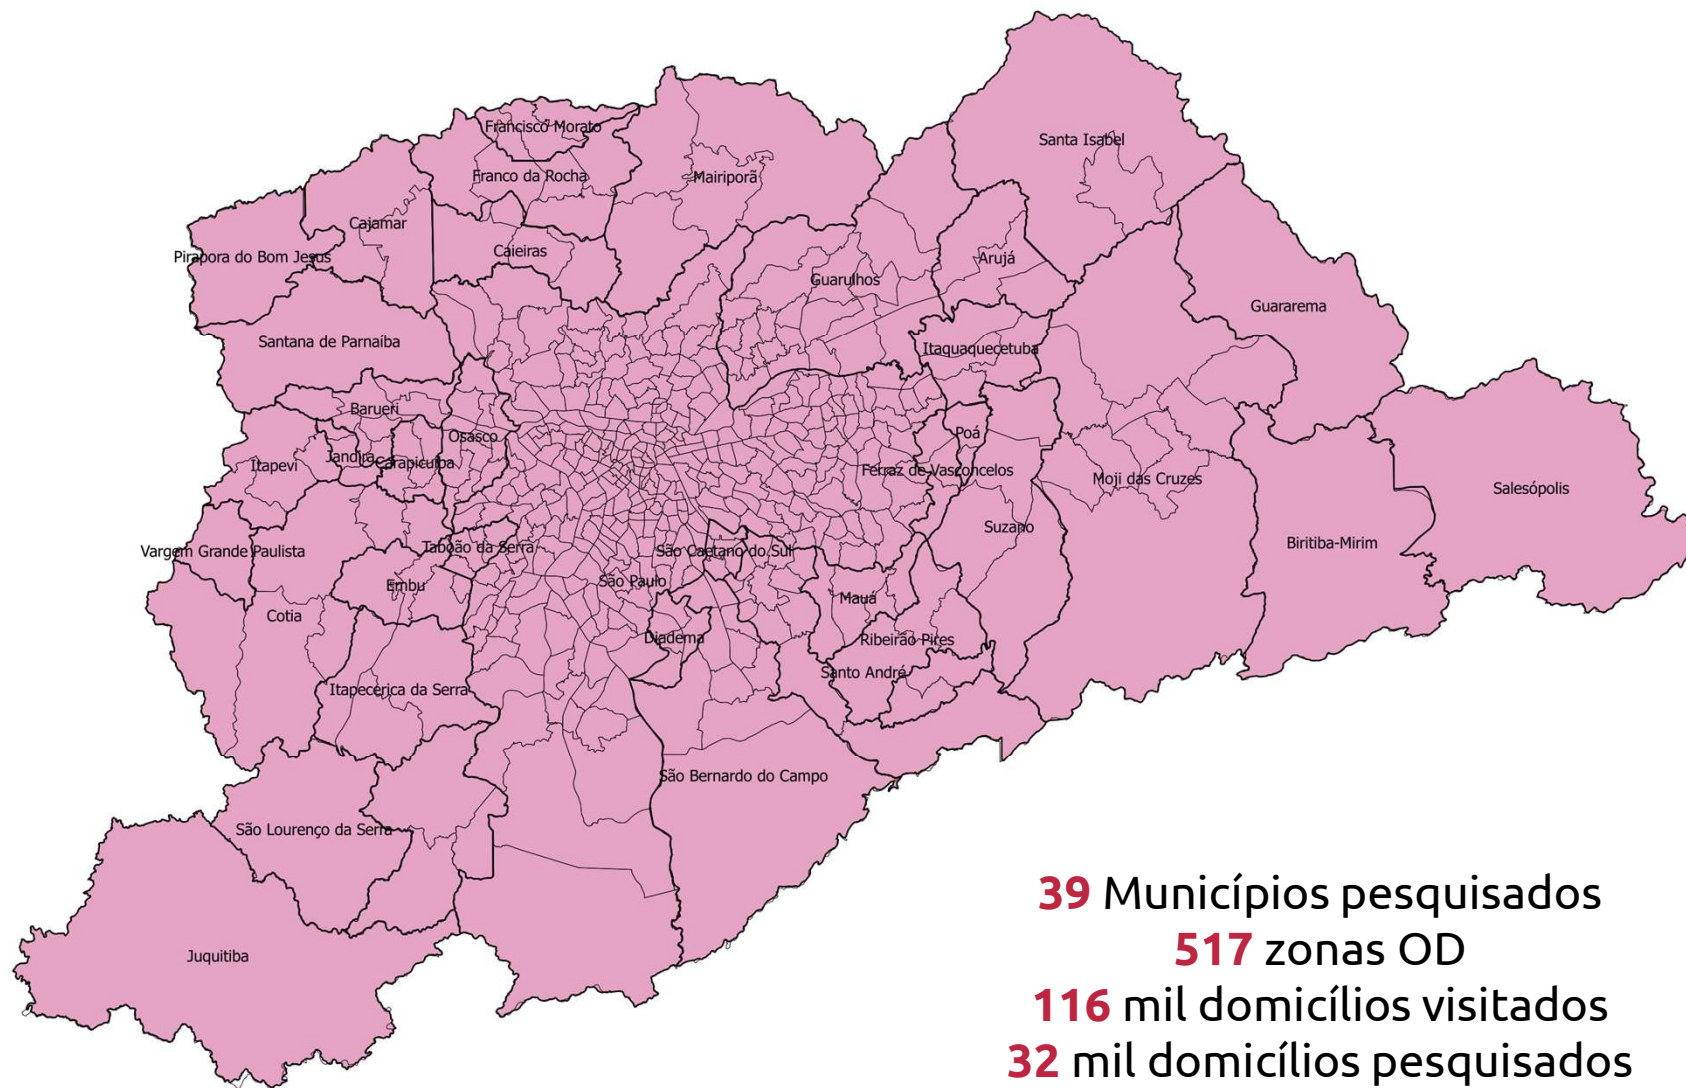 Francisco Morato
Santa Isabel
Franco da Rocha
Mairiporã
Cajamar
Caieiras
Pirapora do Bom Jesus
Arujá
Guarulhos
Guararema
Santana de Parnaíba
Itaquaquecetuba
Barueri
Osasco
Poá
Jandira
Carapicuíba
Itapevi
Ferraz de Vasconcelos
Moji das Cruzes
Salesópolis
Suzano
Vargem Grande Paulista
Taboão da Serra
São Caetano do Sul
Biritiba-Mirim
Embu
São Paulo
Mauá
Cotia
Diadema
Ribeirão Pires
Santo André
Itapecerica da Serra
São Bernardo do Campo
São Lourenço da Serra
Juquitiba
39 Municípios pesquisados
517 zonas OD
116 mil domicílios visitados
32 mil domicílios pesquisados